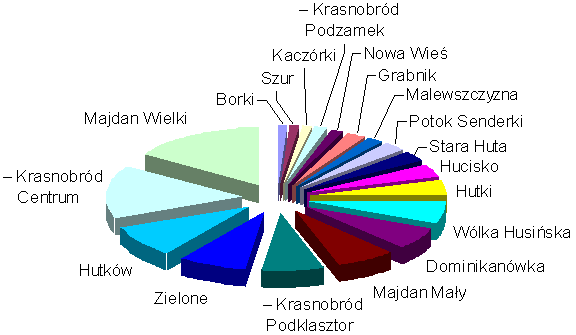 – Krasnobród
Podzamek
Kaczórki
Nowa Wieś
Szur
Grabnik
Borki
Malewszczyzna
Majdan Wielki
Potok Senderki
Stara Huta
Hucisko
– Krasnobród
Centrum
Hutki
Wólka Husińska
Hutków
Dominikanówka
Zielone
Majdan Mały
– Krasnobród
Podklasztor